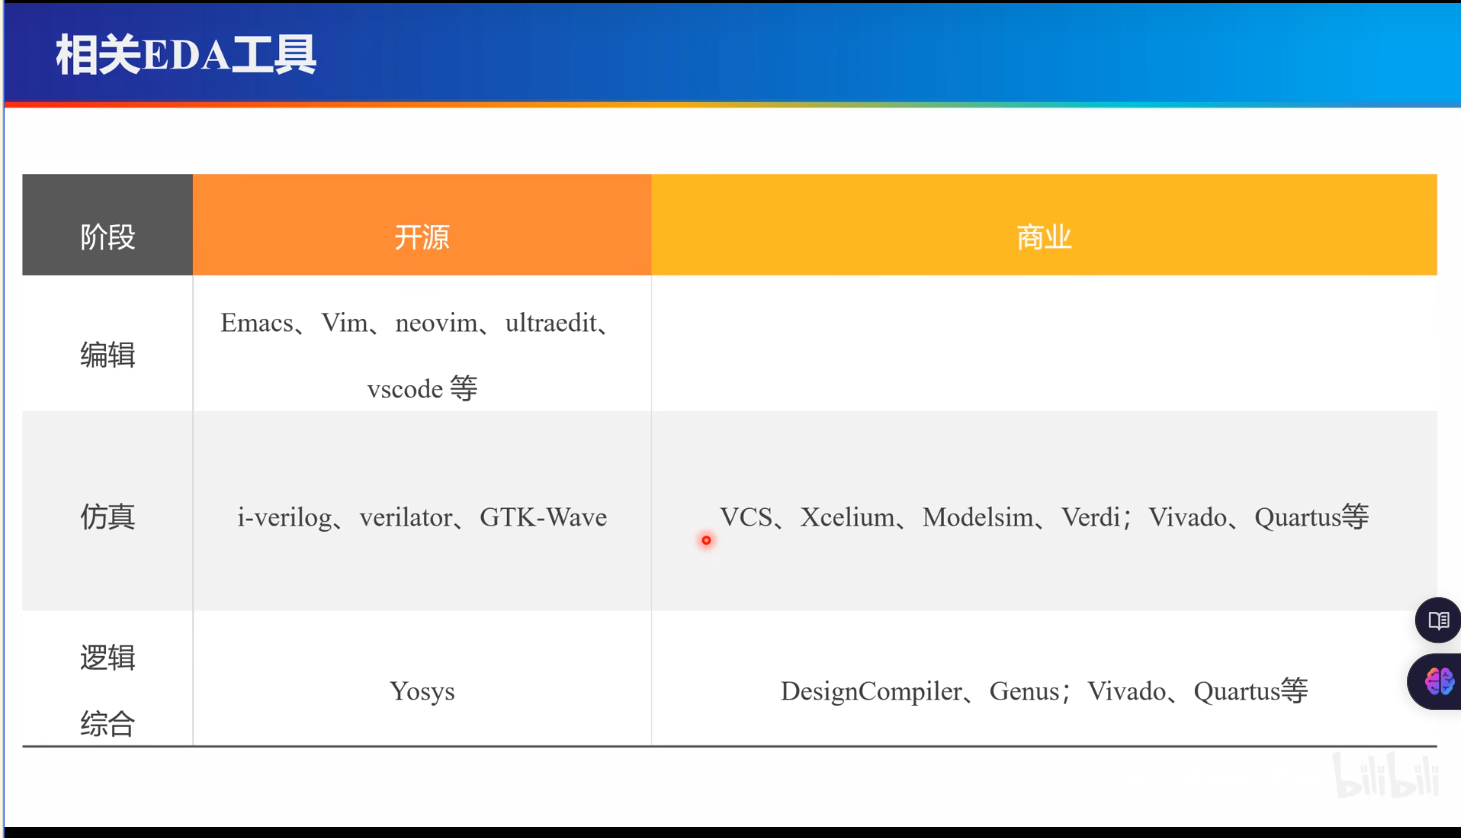 相关EDA工具
阶段
开源
商业
编辑
Emacs、Vim、neovim、ultraedit、
vscode 等
仿真
i-verilog、verilator、GTK-Wave
VCS、Xcelium、Modelsim、Verdi；Vivado、Quartus等
逻辑
综合
Yosys
DesignCompiler、Genus；Vivado、Quartus等
bilibili